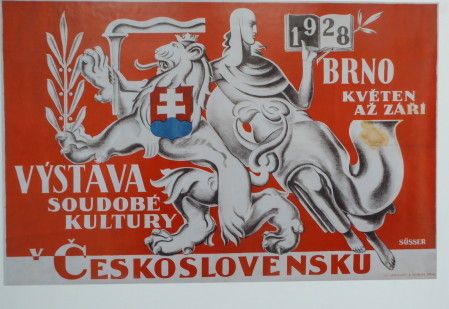 1928
BRNO
KVĚTEN
AŽ ZÁŘÍ
VÝSTAVA
SOUDOBÉ
KULTURY
V ČESKOSLOVENSKU
SÜSSER